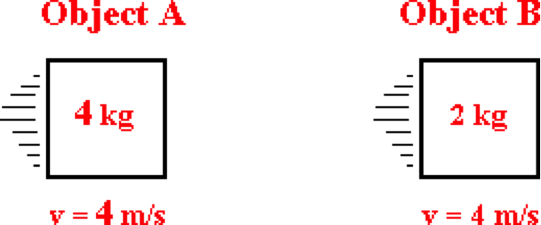 Object A
Object B
4 kg
2 kg
v = 4 m/s
v = 4 m/s